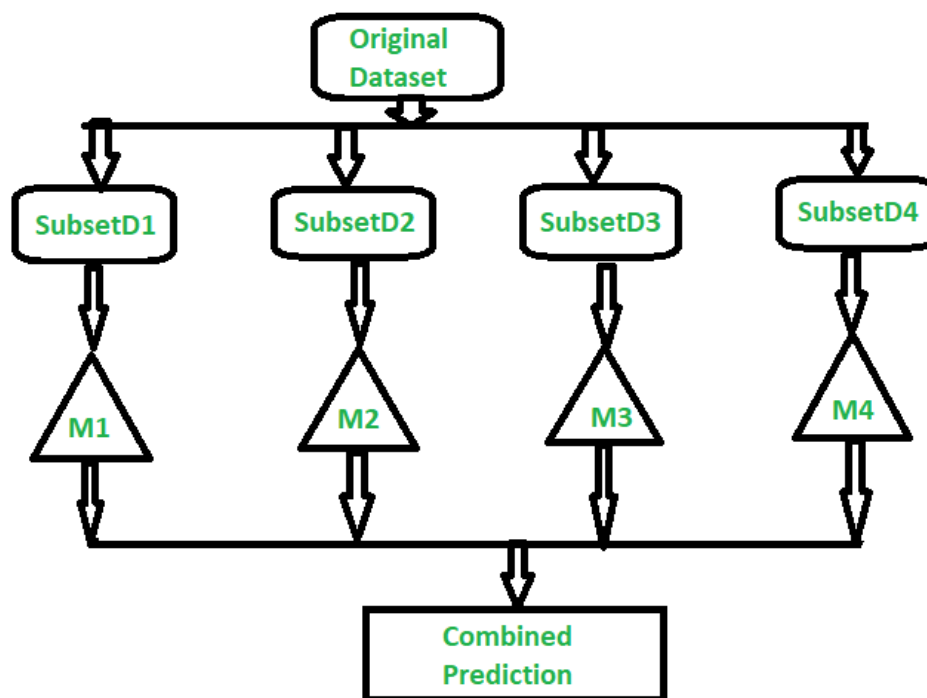 Original
Dataset
SubsetD1
SubsetD2
SubsetD3
SubsetD4
M1
M2
M3
M4
Combined
Prediction